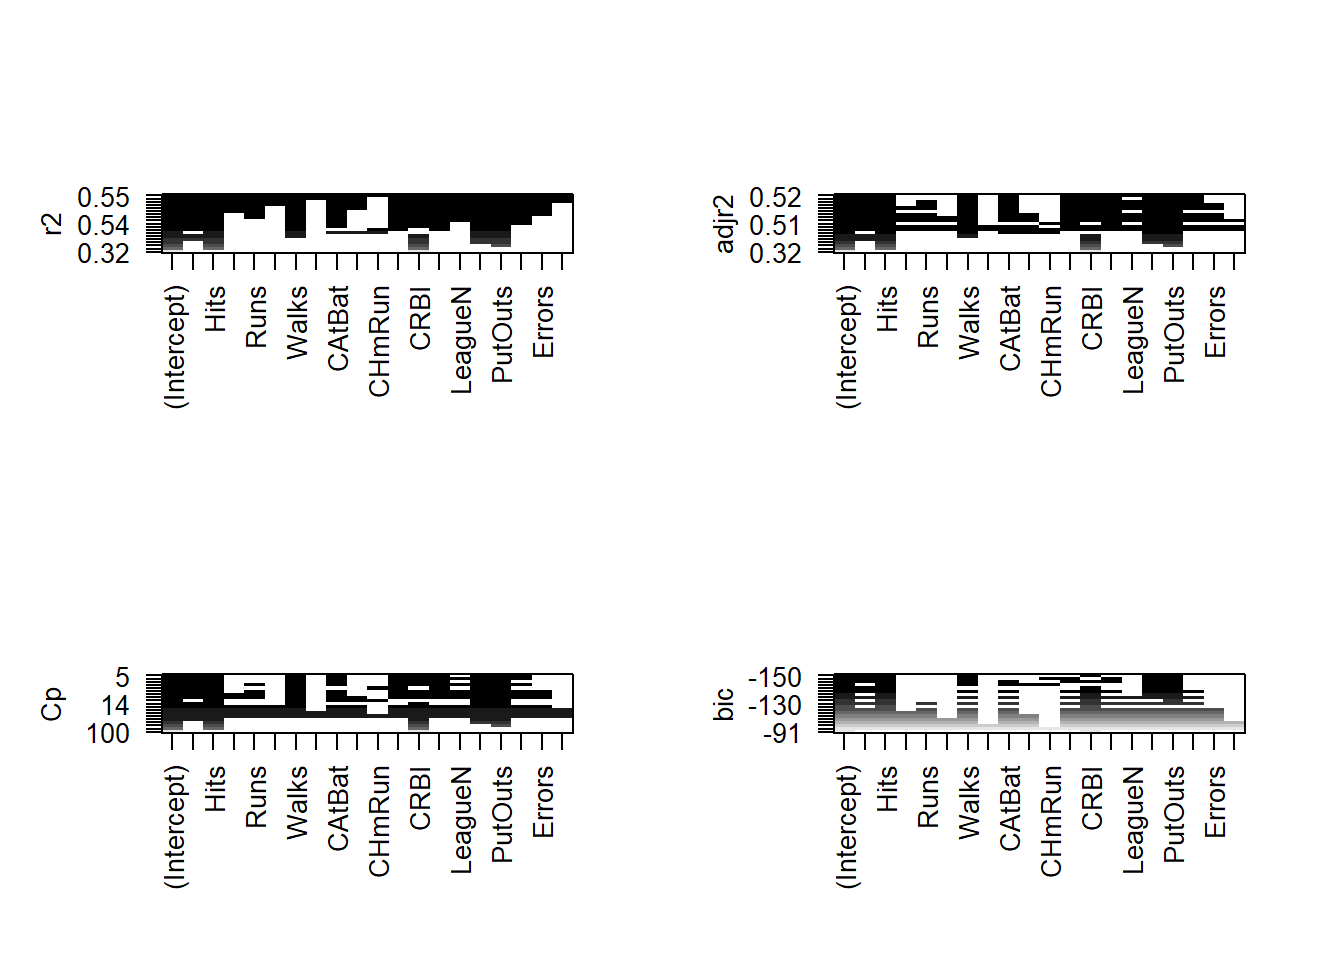 r2
0.55
0.54
0.32
(Intercept)
Hits
Runs
Walks
CAtBat
CHmRun
CRBI
LeagueN
PutOuts
Errors
adjr2
0.52
0.51
0.32
(Intercept)
Hits
Runs
Walks
CAtBat
CHmRun
CRBI
LeagueN
PutOuts
Errors
Cp
5
14
100
(Intercept)
Hits
Runs
Walks
CAtBat
CHmRun
CRBI
LeagueN
PutOuts
Errors
bic
-150
-130
-91
(Intercept)
Hits
Runs
Walks
CAtBat
CHmRun
CRBI
LeagueN
PutOuts
Errors